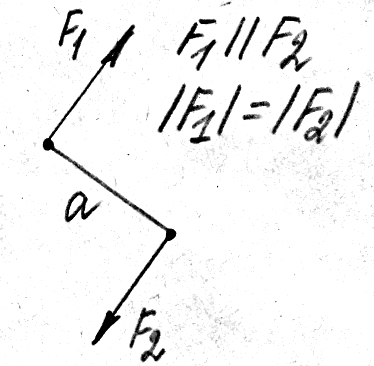 F₁
F₁ || F₂
|F₁| = |F₂|
a
F₂